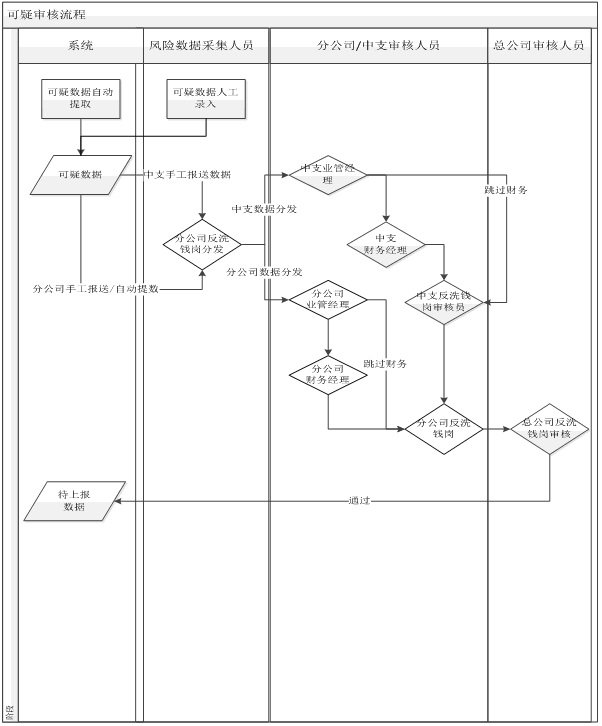 可疑审核流程
系统
风险数据采集人员
分公司/中支审核人员
总公司审核人员
可疑数据自动
提取
可疑数据人工
录入
可疑数据
中支手工报送数据
中支业管经
理
跳过财务
中支数据分发
分公司反洗
钱岗分发
中支
财务经理
分公司数据分发
分公司手工报送/自动提数
分公司
业管经理
中支反洗钱
岗审核员
跳过财务
分公司
财务经理
分公司反洗
钱岗
总公司反洗
钱岗审核
待上报
数据
通过
阶段